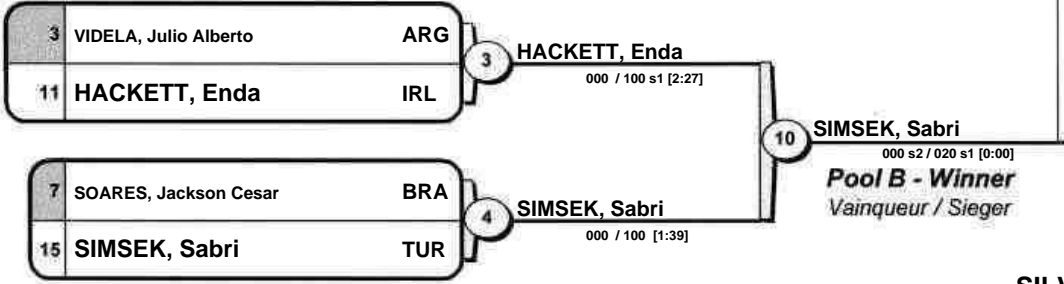 3 VIDELA, Julio Alberto ARG
11 HACKETT, Enda IRL
3
HACKETT, Enda
000 / 100 s1 [2:27]
7 SOARES, Jackson Cesar BRA
15 SIMSEK, Sabri TUR
4
SIMSEK, Sabri
000 / 100 [1:39]
10
SIMSEK, Sabri
000 s2 / 020 s1 [0:00]
Pool B - Winner
Vainqueur / Sieger